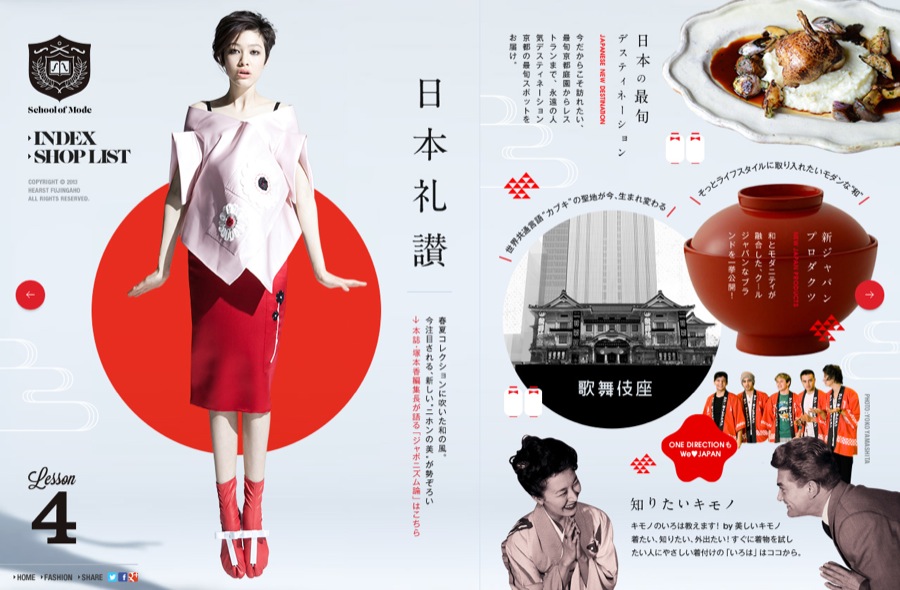 School of Mode
INDEX
SHOP LIST
COPYRIGHT © 2013
HEARST FUJINGAHO
ALL RIGHTS RESERVED.
Lesson
4
HOME
FASHION
SHARE
日本礼讃
春夏コレクションに吹いた和の風。
今注目される、新しい“ニホンの美”が勢ぞろい
↓本誌・塚本香編集長が語る「ジャポニズム論」はこちら
日本の最旬
デスティネーション
JAPANESE NEW DESTINATION
今だからこそ訪れたい、
最旬京都庭園からレス
トランまで、永遠の人
気デスティネーション
京都の最旬スポットを
お届け。
そっとライフスタイルに取り入れたいモダンな“和”
新ジャパン
プロダクツ
NEW JAPAN PRODUCTS
和とモダニティが
融合した、クール
ジャパンなブラ
ンドを一挙公開！
世界共通言語“カブキ”の聖地が今、生まれ変わる
歌舞伎座
ONE DIRECTIONも
We♥JAPAN
PHOTO: YOKO YAMASHITA
知りたいキモノ
キモノのいろは教えます! by 美しいキモノ
着たい、知りたい、外出たい! すぐに着物を試し
たい人にやさしい着付けの「いろは」はココから。